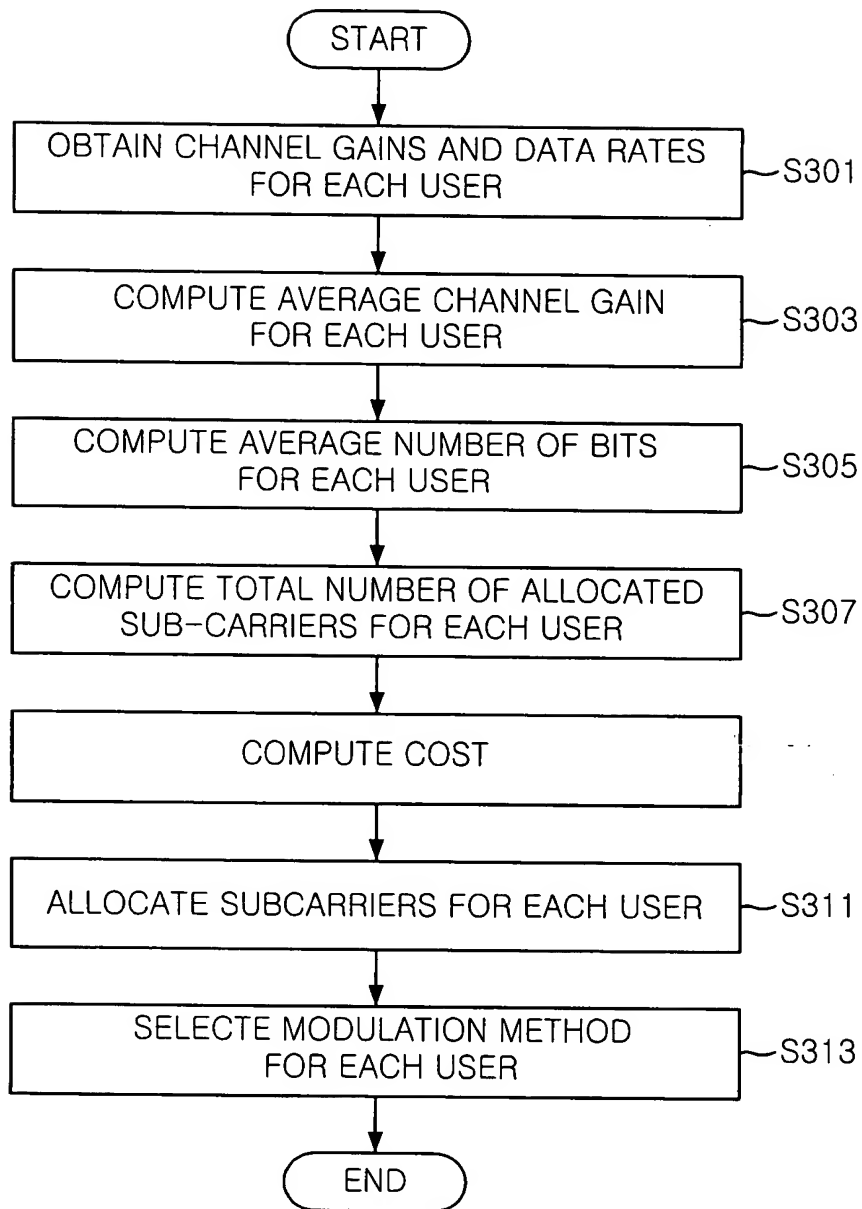 START
OBTAIN CHANNEL GAINS AND DATA RATES
FOR EACH USER
S301
COMPUTE AVERAGE CHANNEL GAIN
FOR EACH USER
S303
COMPUTE AVERAGE NUMBER OF BITS
FOR EACH USER
S305
COMPUTE TOTAL NUMBER OF ALLOCATED
SUB-CARRIERS FOR EACH USER
S307
COMPUTE COST
ALLOCATE SUBCARRIERS FOR EACH USER
S311
SELECTE MODULATION METHOD
FOR EACH USER
S313
END